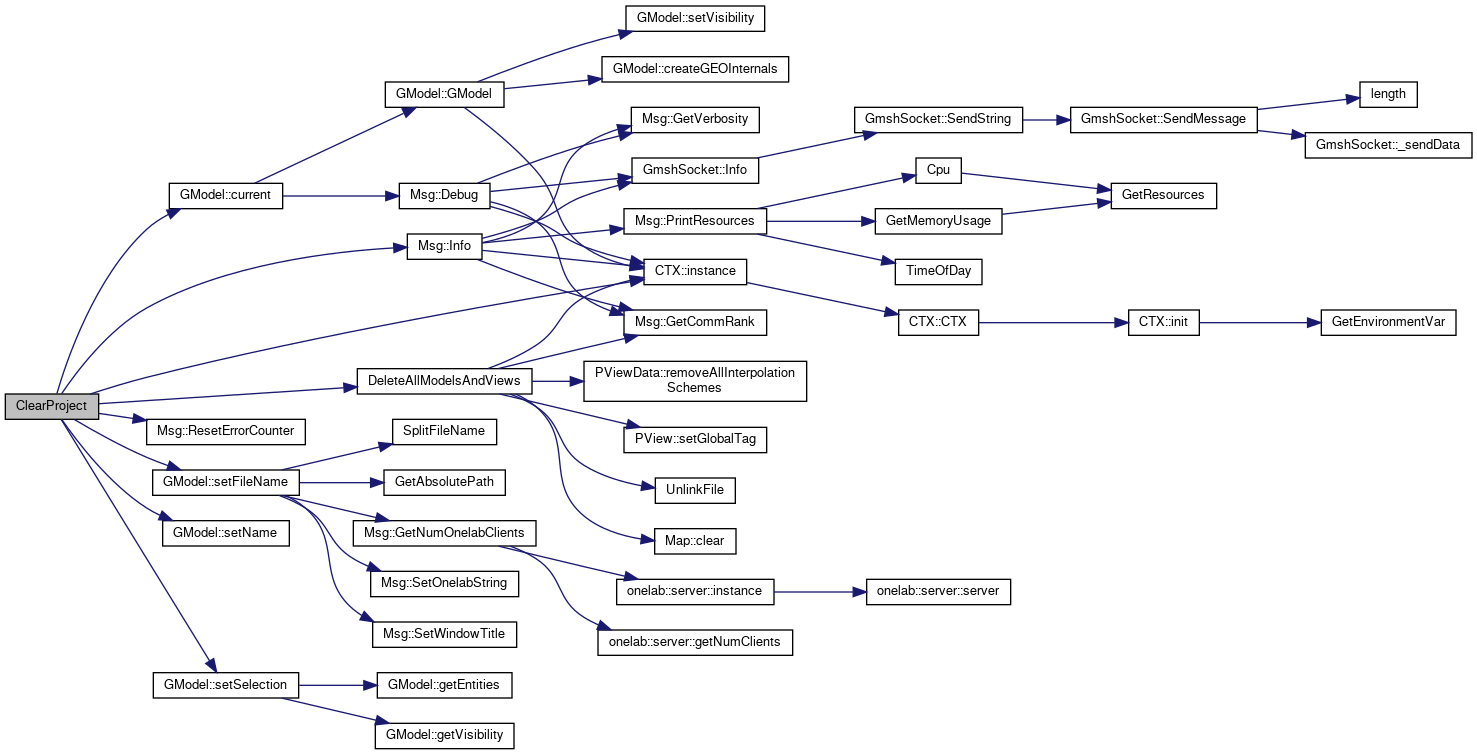 GModel::setVisibility
GModel::createGEOInternals
GModel::GModel
length
Msg::GetVerbosity
GmshSocket::SendString
GmshSocket::SendMessage
GmshSocket::_sendData
GmshSocket::Info
Cpu
GModel::current
Msg::Debug
GetResources
Msg::PrintResources
GetMemoryUsage
Msg::Info
CTX::instance
TimeOfDay
Msg::GetCommRank
CTX::CTX
CTX::init
GetEnvironmentVar
DeleteAllModelsAndViews
PViewData::removeAllInterpolation
Schemes
ClearProject
Msg::ResetErrorCounter
SplitFileName
PView::setGlobalTag
GModel::setFileName
GetAbsolutePath
UnlinkFile
GModel::setName
Msg::GetNumOnelabClients
Map::clear
Msg::SetOnelabString
onelab::server::instance
onelab::server::server
Msg::SetWindowTitle
onelab::server::getNumClients
GModel::setSelection
GModel::getEntities
GModel::getVisibility